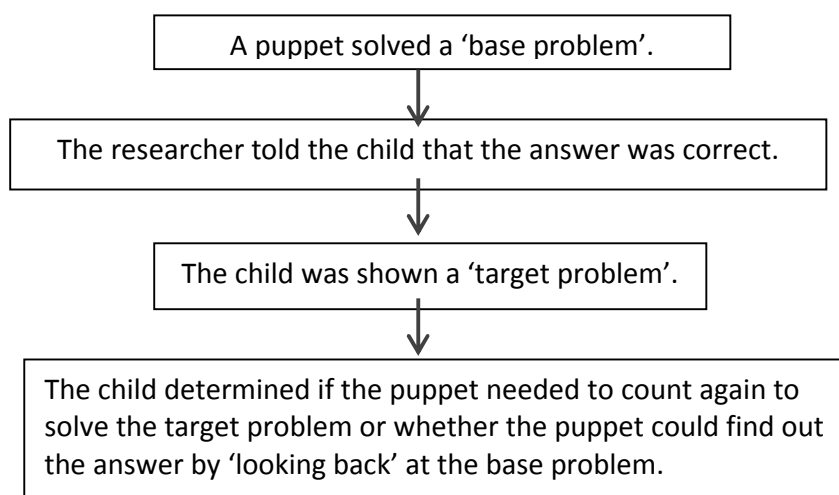 A puppet solved a ‘base problem’.
The researcher told the child that the answer was correct.
The child was shown a ‘target problem’.
The child determined if the puppet needed to count again to
solve the target problem or whether the puppet could find out
the answer by ‘looking back’ at the base problem.